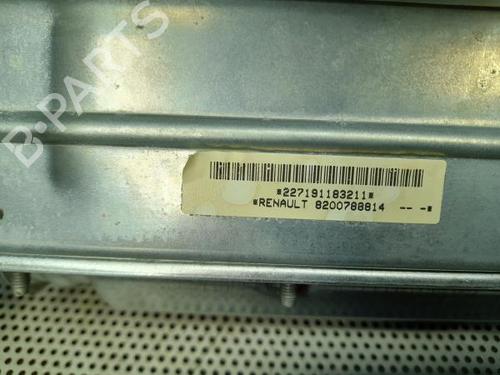 B-PARTS
*227191183211*
*RENAULT 8200788814 -- -*